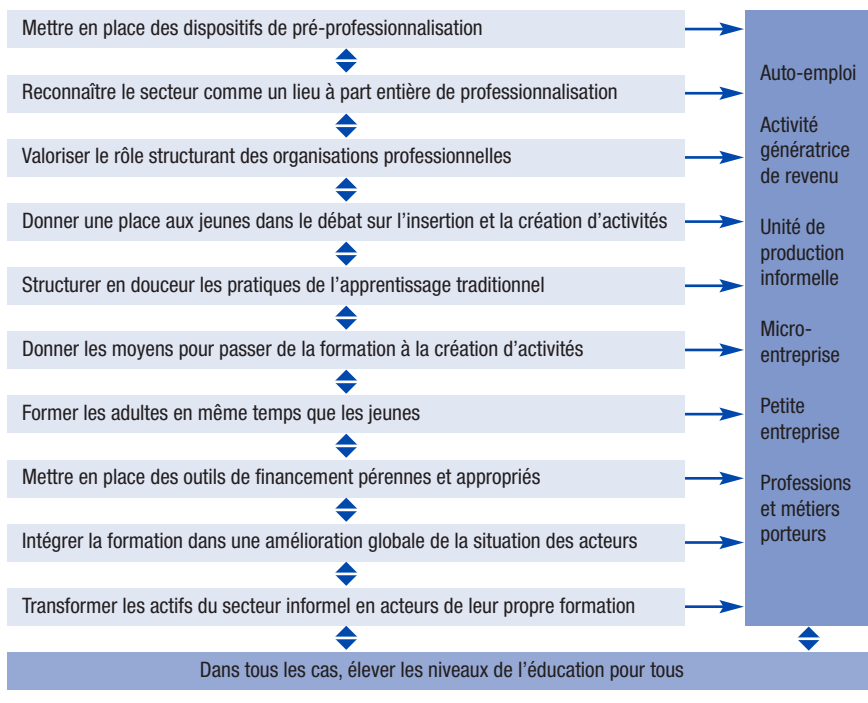 Mettre en place des dispositifs de pré-professionnalisation
Reconnaître le secteur comme un lieu à part entière de professionnalisation
Valoriser le rôle structurant des organisations professionnelles
Donner une place aux jeunes dans le débat sur l’insertion et la création d’activités
Structurer en douceur les pratiques de l’apprentissage traditionnel
Donner les moyens pour passer de la formation à la création d’activités
Former les adultes en même temps que les jeunes
Mettre en place des outils de financement pérennes et appropriés
Intégrer la formation dans une amélioration globale de la situation des acteurs
Transformer les actifs du secteur informel en acteurs de leur propre formation
Auto-emploi
Activité
génératrice
de revenu
Unité de
production
informelle
Micro-
entreprise
Petite
entreprise
Professions
et métiers
porteurs
Dans tous les cas, élever les niveaux de l’éducation pour tous